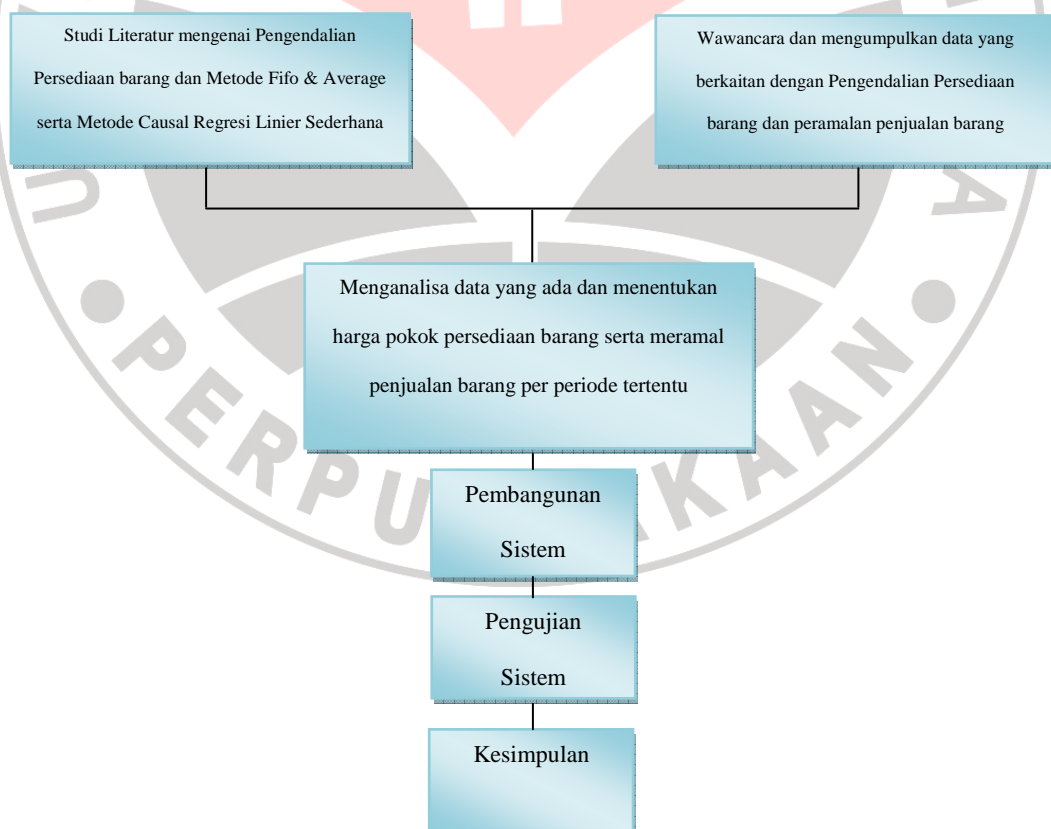 Studi Literatur mengenai Pengendalian
Persediaan barang dan Metode Fifo & Average
serta Metode Causal Regresi Linier Sederhana
Wawancara dan mengumpulkan data yang
berkaitan dengan Pengendalian Persediaan
barang dan peramalan penjualan barang
Menganalisa data yang ada dan menentukan
harga pokok persediaan barang serta meramal
penjualan barang per periode tertentu
Pembangunan
Sistem
Pengujian
Sistem
Kesimpulan